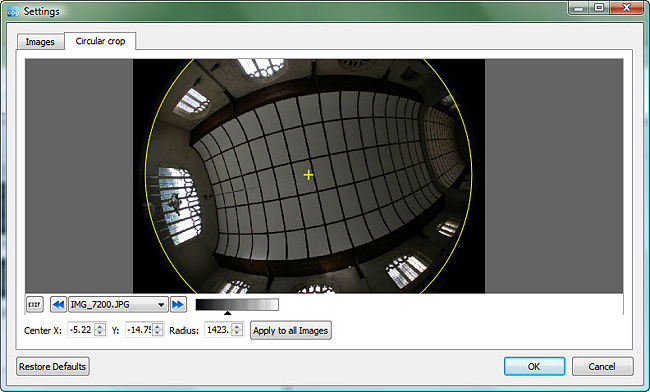 Settings
Images Circular crop
EXIF IMG_7200.JPG
Center X: -5.22 Y: -14.75 Radius: 1423. Apply to all Images
Restore Defaults OK Cancel